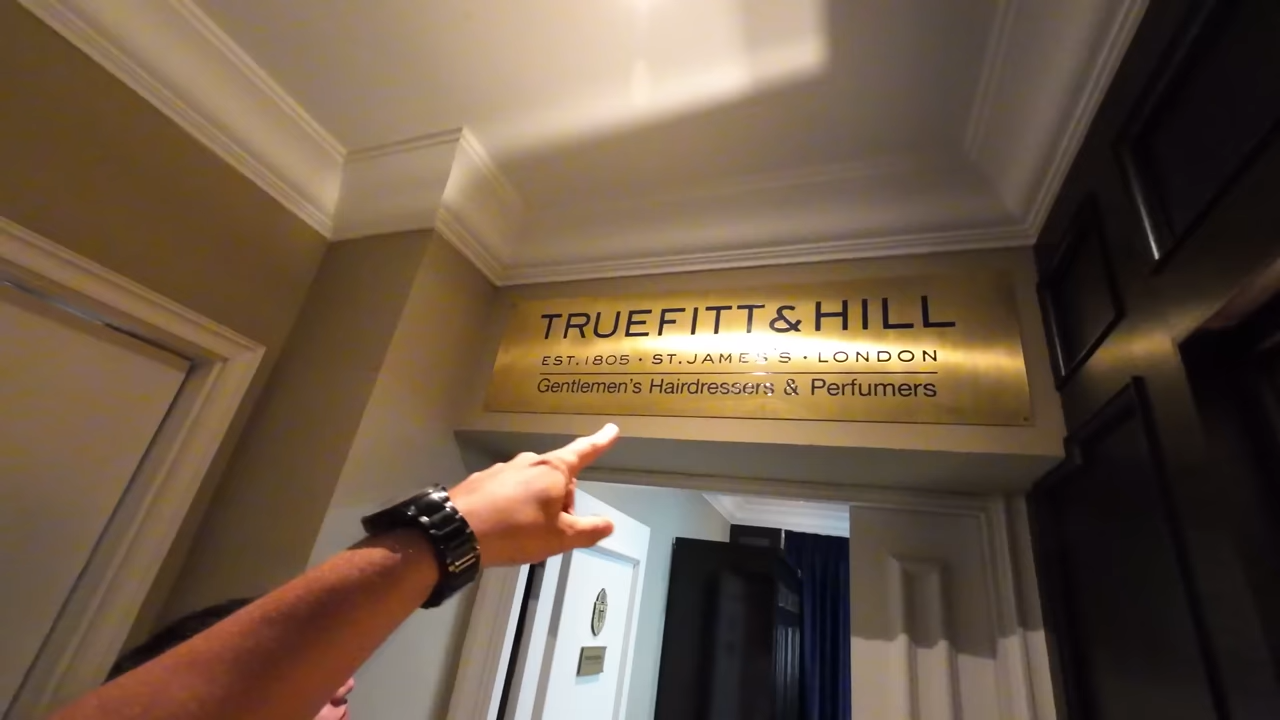 TRUEFITT & HILL
EST. 1805 · ST. JAMES'S · LONDON
Gentlemen's Hairdressers & Perfumers